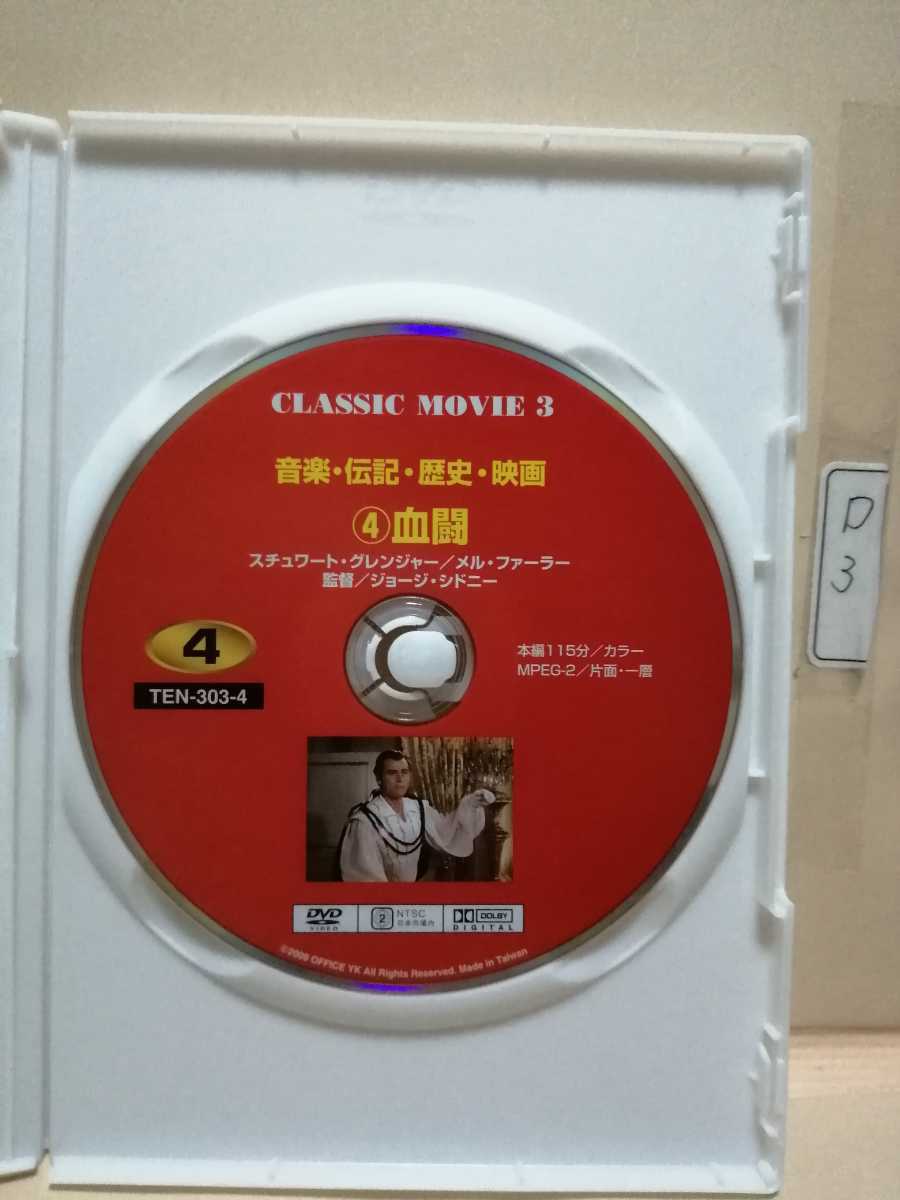 CLASSIC MOVIE 3
音楽・伝記・歴史・映画
④血闘
スチュワート・グレンジャー／メル・ファーラー
監督／ジョージ・シドニー
4
TEN-303-4
本編115分／カラー
MPEG-2／片面・一層
DVD
VIDEO
2
NTSC
日本市場向
DOLBY
DIGITAL
©2009 OFFICE YK All Rights Reserved. Made in Taiwan
D
3